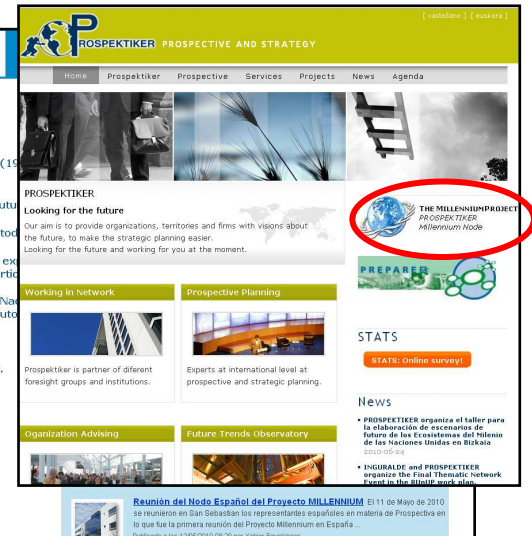 [ castellano ] [ euskara ]
PROSPEKTIKER PROSPECTIVE AND STRATEGY
Home Prospektiker Prospective Services Projects News Agenda
(19
PROSPEKTIKER
Looking for the future
Our aim is to provide organizations, territories and firms with visions about
the future, to make the strategic planning easier.
Looking for the future and working for you at the moment.
THE MILLENNIUM PROJECT
PROSPEKTIKER
Millennium Node
PREPARED
Working in Network
Prospektiker is partner of diferent
foresight groups and institutions.
Prospective Planning
Experts at international level at
prospective and strategic planning.
STATS
STATS: Online survey!
News
• PROSPEKTIKER organiza el taller para
la elaboración de escenarios de
futuro de los Ecosistemas del Milenio
de las Naciones Unidas en Bizkaia
2010-06-24
• INGURALDE and PROSPEKTIKER
organize the Final Thematic Network
Event in the RUnUP work plan.
Oganization Advising
Future Trends Observatory
Reunión del Nodo Español del Proyecto MILLENNIUM El 11 de Mayo de 2010
se reunieron en San Sebastian los representantes españoles en materia de Prospectiva en
lo que fue la primera reunión del Proyecto Millennium en España ...